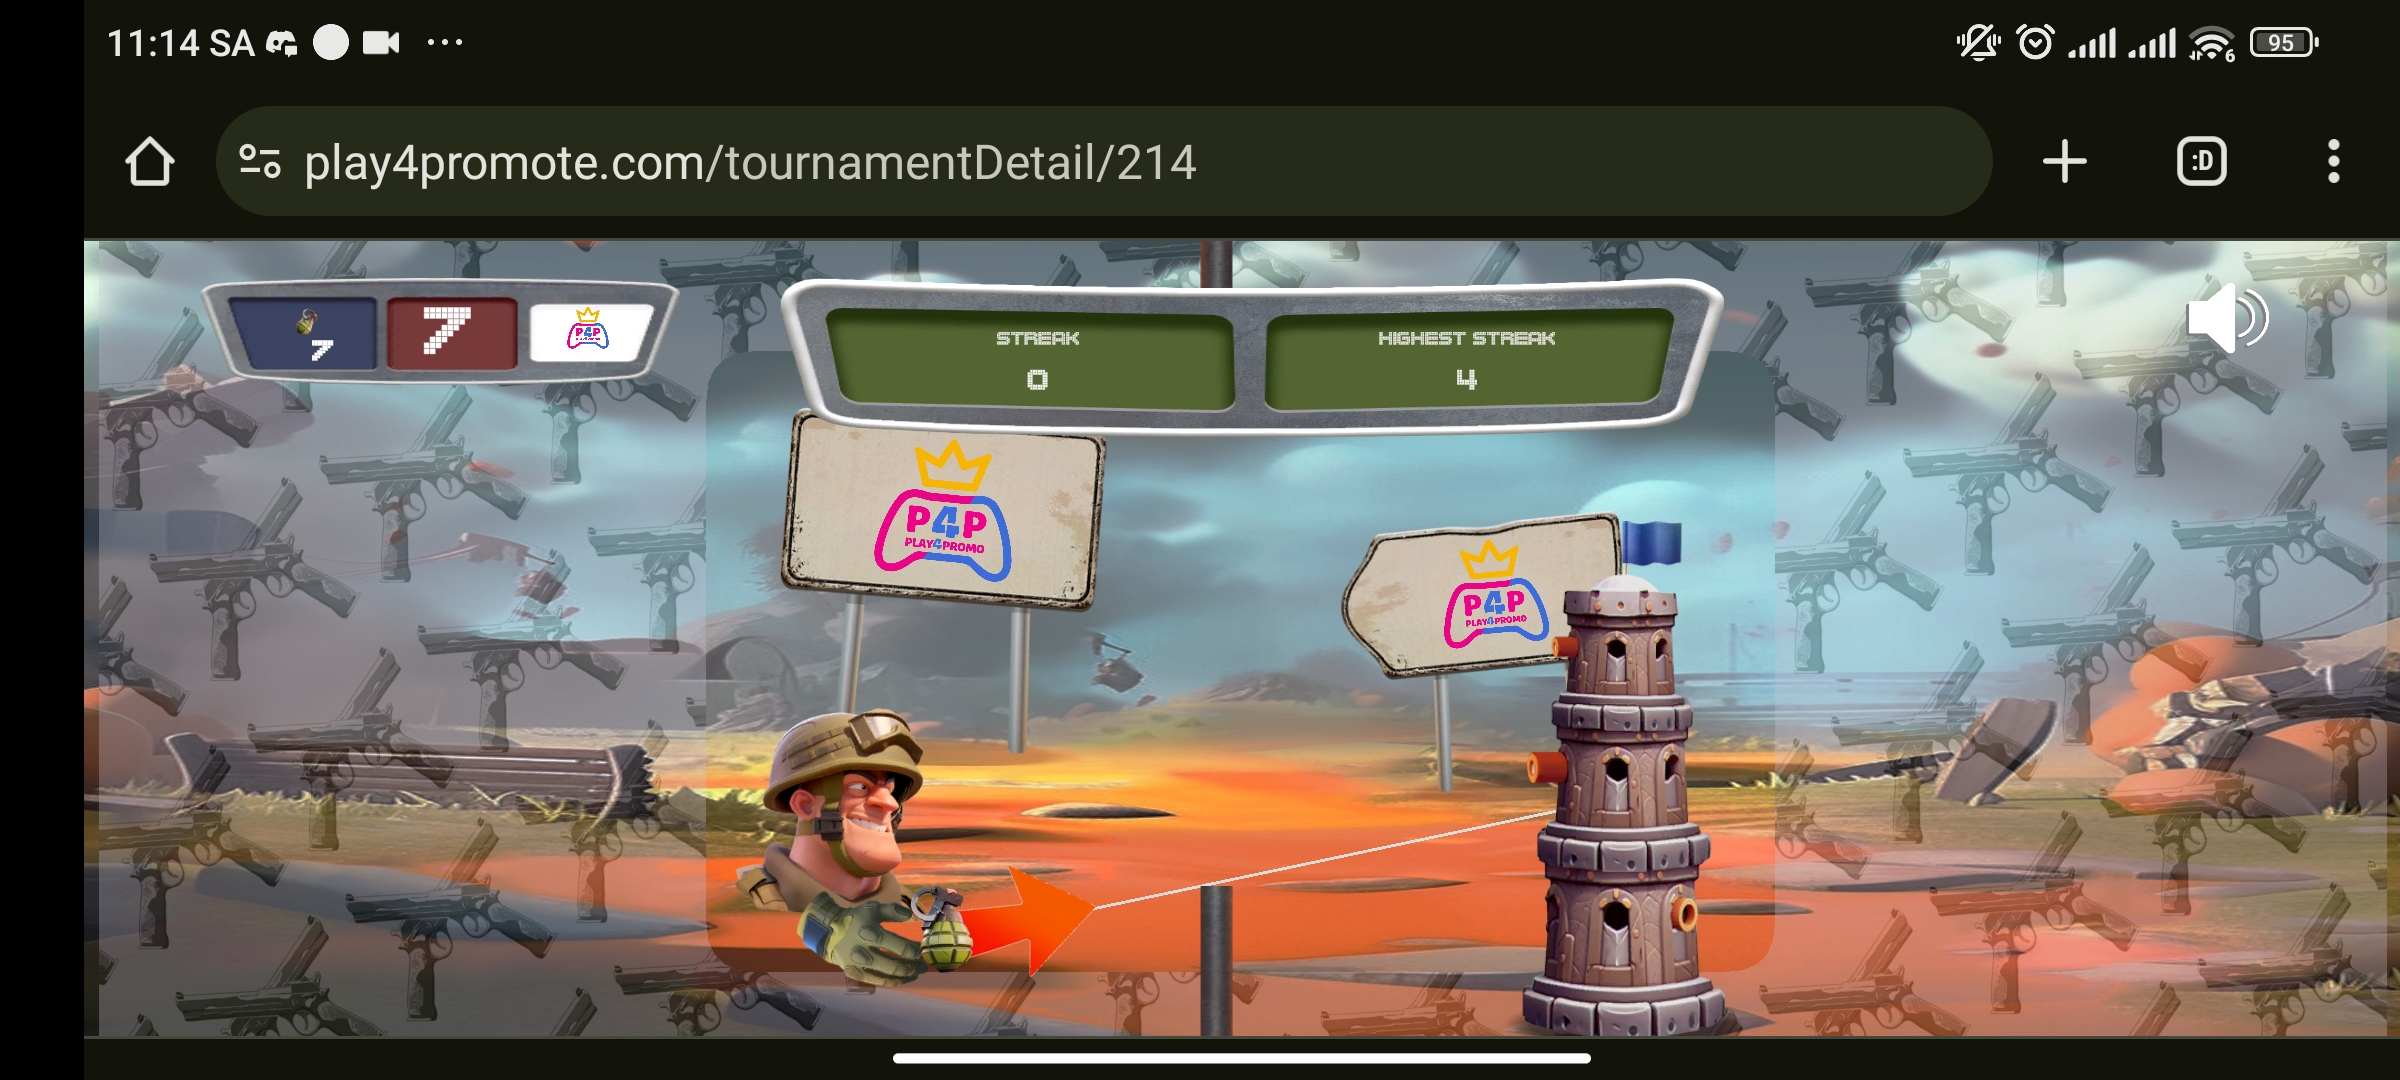 11:14 SA
95
6
play4promote.com/tournamentDetail/214
:D
7
7
P4P
STREAK
0
HIGHEST STREAK
4
P4P
PLAY4PROMO
P4P
PLAY4PROMO